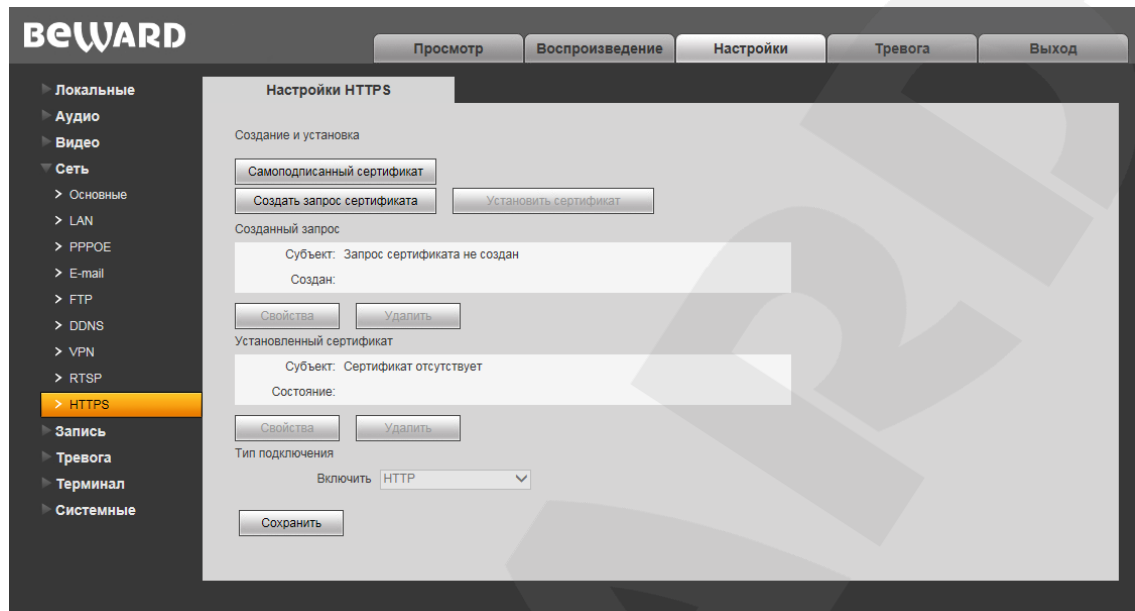 BEWARD
Просмотр Воспроизведение Настройки Тревога Выход
Локальные
Аудио
Видео
Сеть
> Основные
> LAN
> PPPOE
> E-mail
> FTP
> DDNS
> VPN
> RTSP
> HTTPS
Запись
Тревога
Терминал
Системные
Настройки HTTPS
Создание и установка
Самоподписанный сертификат
Создать запрос сертификата Установить сертификат
Созданный запрос
Субъект: Запрос сертификата не создан
Создан:
Свойства Удалить
Установленный сертификат
Субъект: Сертификат отсутствует
Состояние:
Свойства Удалить
Тип подключения
Включить HTTP
Сохранить